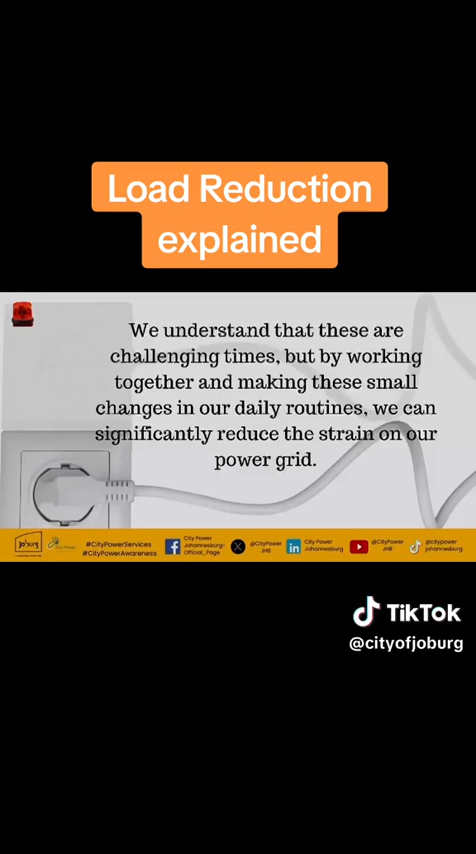 Load Reduction
explained
We understand that these are
challenging times, but by working
together and making these small
changes in our daily routines, we can
significantly reduce the strain on our
power grid.
joburg
#CityPowerServices
#CityPowerAwareness
City Power
Johannesburg-
Official_Page
@CityPower
JHB
City Power
Johannesburg
@CityPower
JHB
@citypower
johannesburg
TikTok
@cityofjoburg